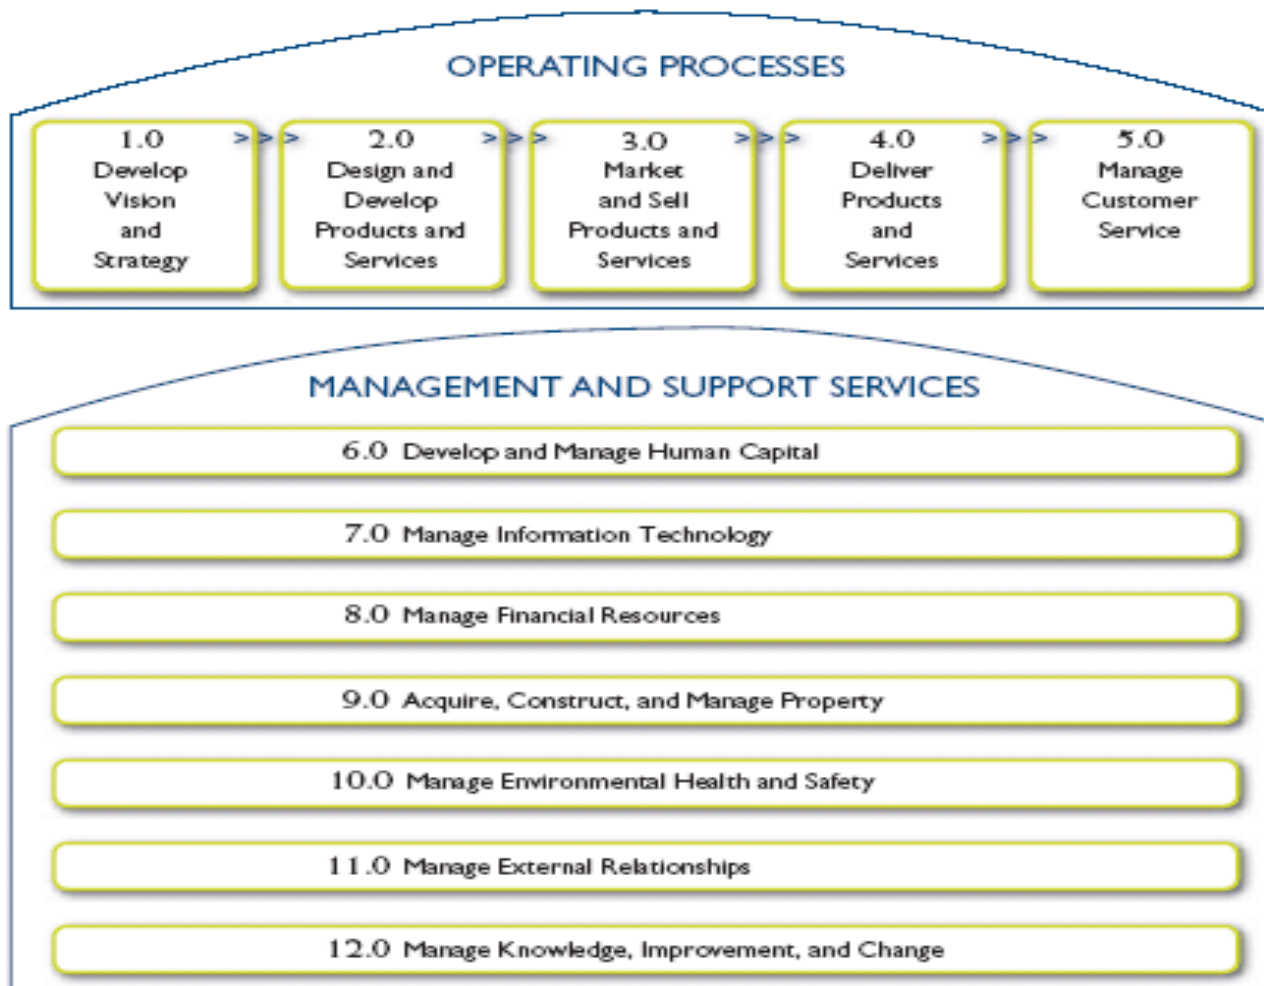 OPERATING PROCESSES
1.0 >>> 2.0 >>> 3.0 >>> 4.0 >>> 5.0
Develop
Vision
and
Strategy
Design and
Develop
Products and
Services
Market
and Sell
Products and
Services
Deliver
Products
and
Services
Manage
Customer
Service
MANAGEMENT AND SUPPORT SERVICES
6.0 Develop and Manage Human Capital
7.0 Manage Information Technology
8.0 Manage Financial Resources
9.0 Acquire, Construct, and Manage Property
10.0 Manage Environmental Health and Safety
11.0 Manage External Relationships
12.0 Manage Knowledge, Improvement, and Change